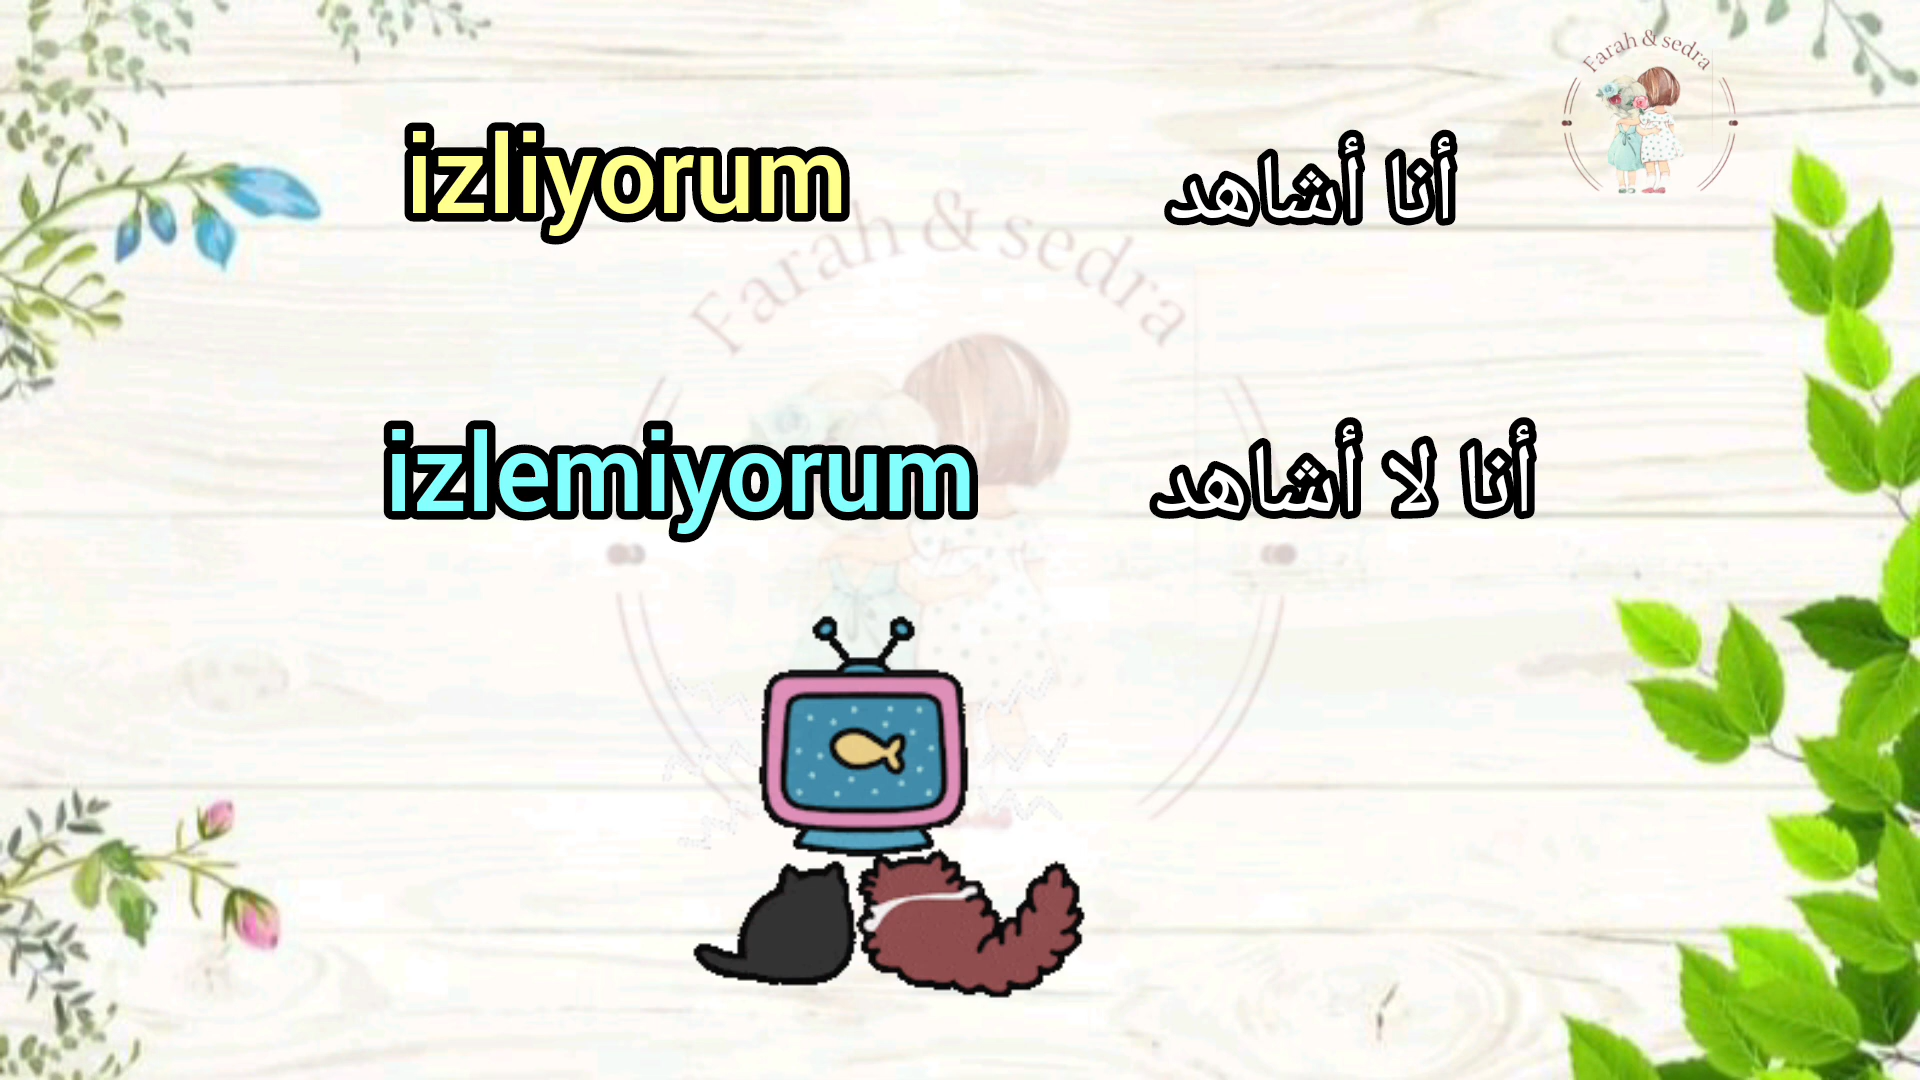 Farah & sedra
izliyorum
أنا أشاهد
Farah & sedra
izlemiyorum
أنا لا أشاهد